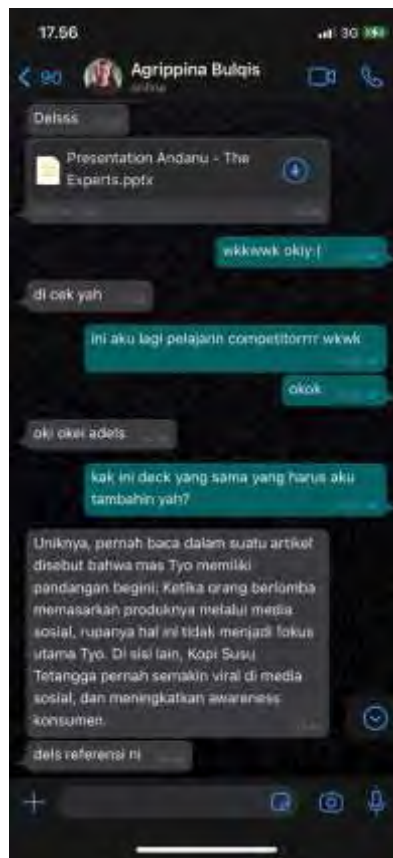 17.56
3G
90
Agrippina Bulqis
online
Delsss
Presentation Andanu - The
Experts.pptx
wkkwwk okiy:(
di cek yah
ini aku lagi pelajarin competitorrrr wkwk
okok
oki okei adels
kak ini deck yang sama yang harus aku
tambahin yah?
Uniknya, pernah baca dalam suatu artikel
disebut bahwa mas Tyo memiliki
pandangan begini: Ketika orang berlomba
memasarkan produknya melalui media
sosial, rupanya hal ini tidak menjadi fokus
utama Tyo. Di sisi lain, Kopi Susu
Tetangga pernah semakin viral di media
sosial, dan meningkatkan awareness
konsumen.
dels referensi ni